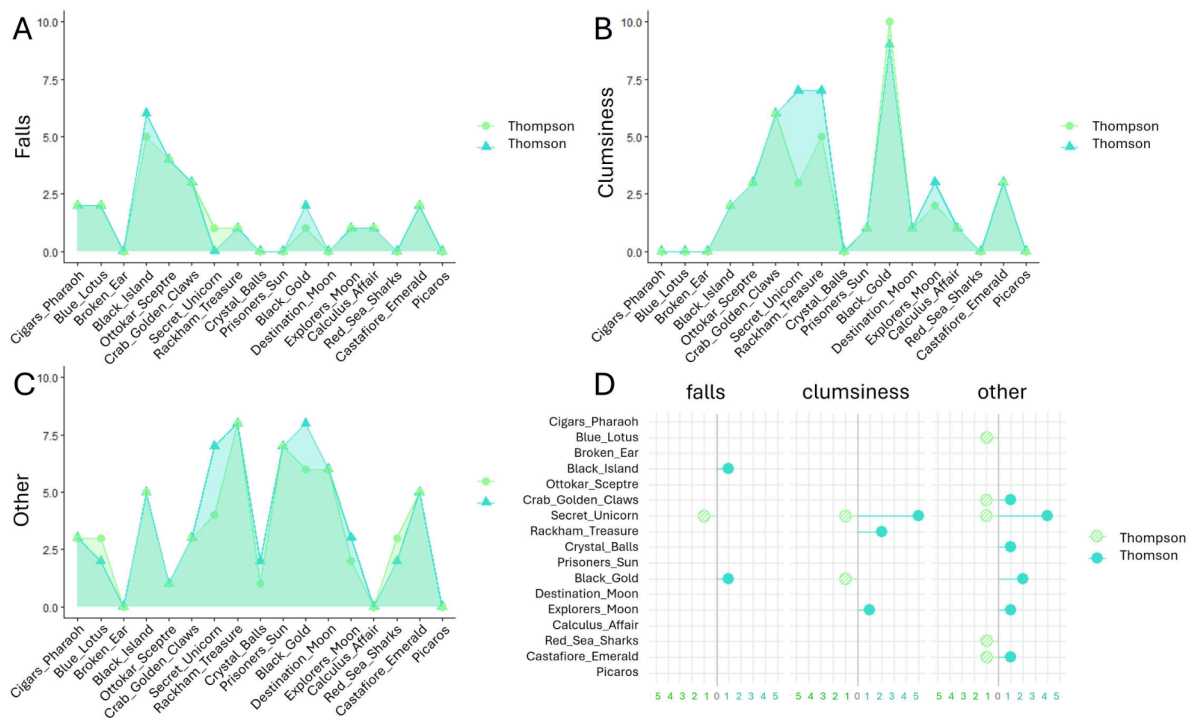 A
10.0
7.5
5.0
2.5
0.0
Falls
Thompson
Thomson
Cigars_Pharaoh
Blue_Lotus
Broken_Ear
Black_Island
Ottokar_Sceptre
Crab_Golden_Claws
Secret_Unicorn
Rackham_Treasure
Crystal_Balls
Prisoners_Sun
Black_Gold
Destination_Moon
Explorers_Moon
Calculus_Affair
Red_Sea_Sharks
Castafiore_Emerald
Picaros
B
10.0
7.5
5.0
2.5
0.0
Clumsiness
Thompson
Thomson
Cigars_Pharaoh
Blue_Lotus
Broken_Ear
Black_Island
Ottokar_Sceptre
Crab_Golden_Claws
Secret_Unicorn
Rackham_Treasure
Crystal_Balls
Prisoners_Sun
Black_Gold
Destination_Moon
Explorers_Moon
Calculus_Affair
Red_Sea_Sharks
Castafiore_Emerald
Picaros
C
10.0
7.5
5.0
2.5
0.0
Other
Cigars_Pharaoh
Blue_Lotus
Broken_Ear
Black_Island
Ottokar_Sceptre
Crab_Golden_Claws
Secret_Unicorn
Rackham_Treasure
Crystal_Balls
Prisoners_Sun
Black_Gold
Destination_Moon
Explorers_Moon
Calculus_Affair
Red_Sea_Sharks
Castafiore_Emerald
Picaros
D
falls clumsiness other
Cigars_Pharaoh
Blue_Lotus
Broken_Ear
Black_Island
Ottokar_Sceptre
Crab_Golden_Claws
Secret_Unicorn
Rackham_Treasure
Crystal_Balls
Prisoners_Sun
Black_Gold
Destination_Moon
Explorers_Moon
Calculus_Affair
Red_Sea_Sharks
Castafiore_Emerald
Picaros
5 4 3 2 1 0 1 2 3 4 5 5 4 3 2 1 0 1 2 3 4 5 5 4 3 2 1 0 1 2 3 4 5
Thompson
Thomson